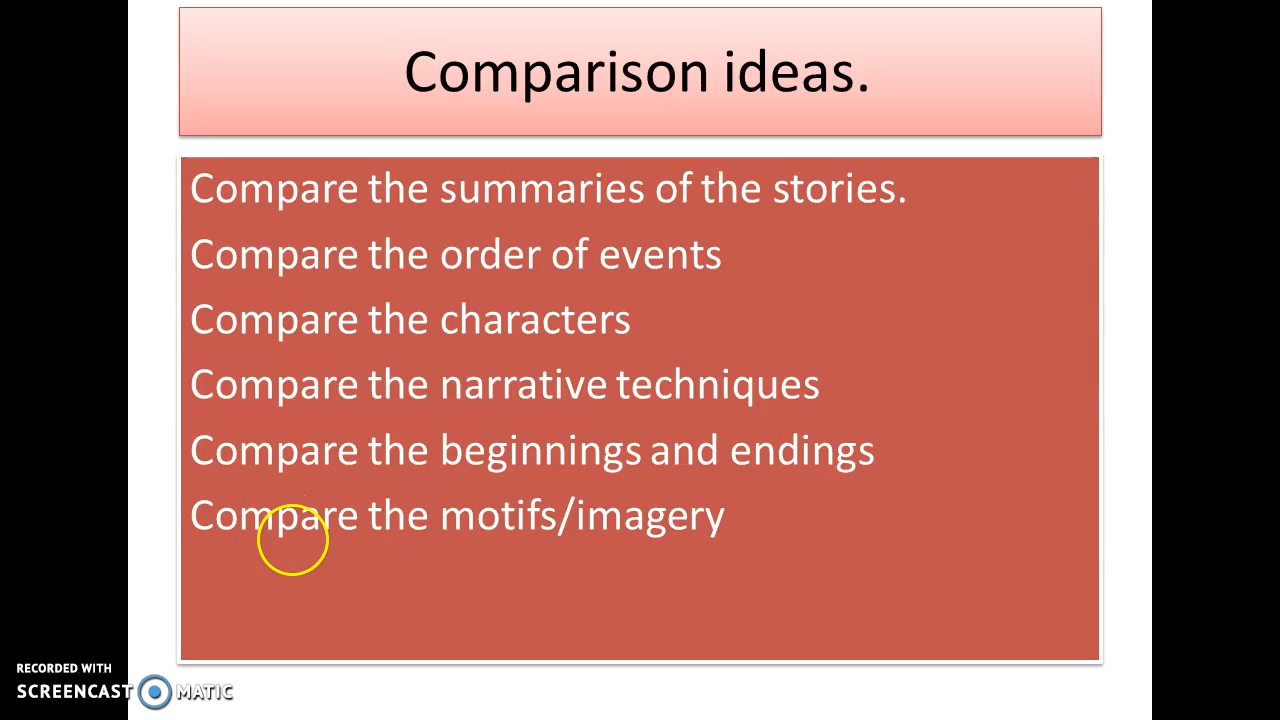 Comparison ideas.
Compare the summaries of the stories.
Compare the order of events
Compare the characters
Compare the narrative techniques
Compare the beginnings and endings
Compare the motifs/imagery
RECORDED WITH
SCREENCAST MATIC